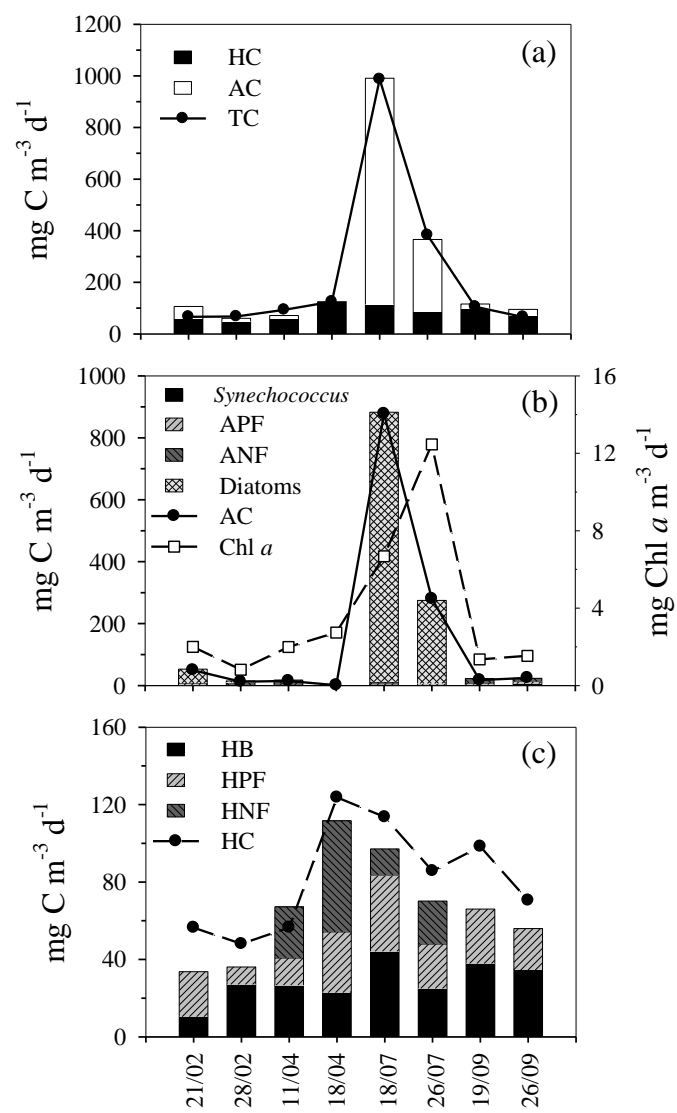 (a)
HC
AC
TC
1200
1000
800
600
400
200
0
mg C m⁻³ d⁻¹
(b)
Synechococcus
APF
ANF
Diatoms
AC
Chl a
1000
800
600
400
200
0
mg C m⁻³ d⁻¹
16
12
8
4
0
mg Chl a m⁻³ d⁻¹
(c)
HB
HPF
HNF
HC
160
120
80
40
0
mg C m⁻³ d⁻¹
21/02
28/02
11/04
18/04
18/07
26/07
19/09
26/09